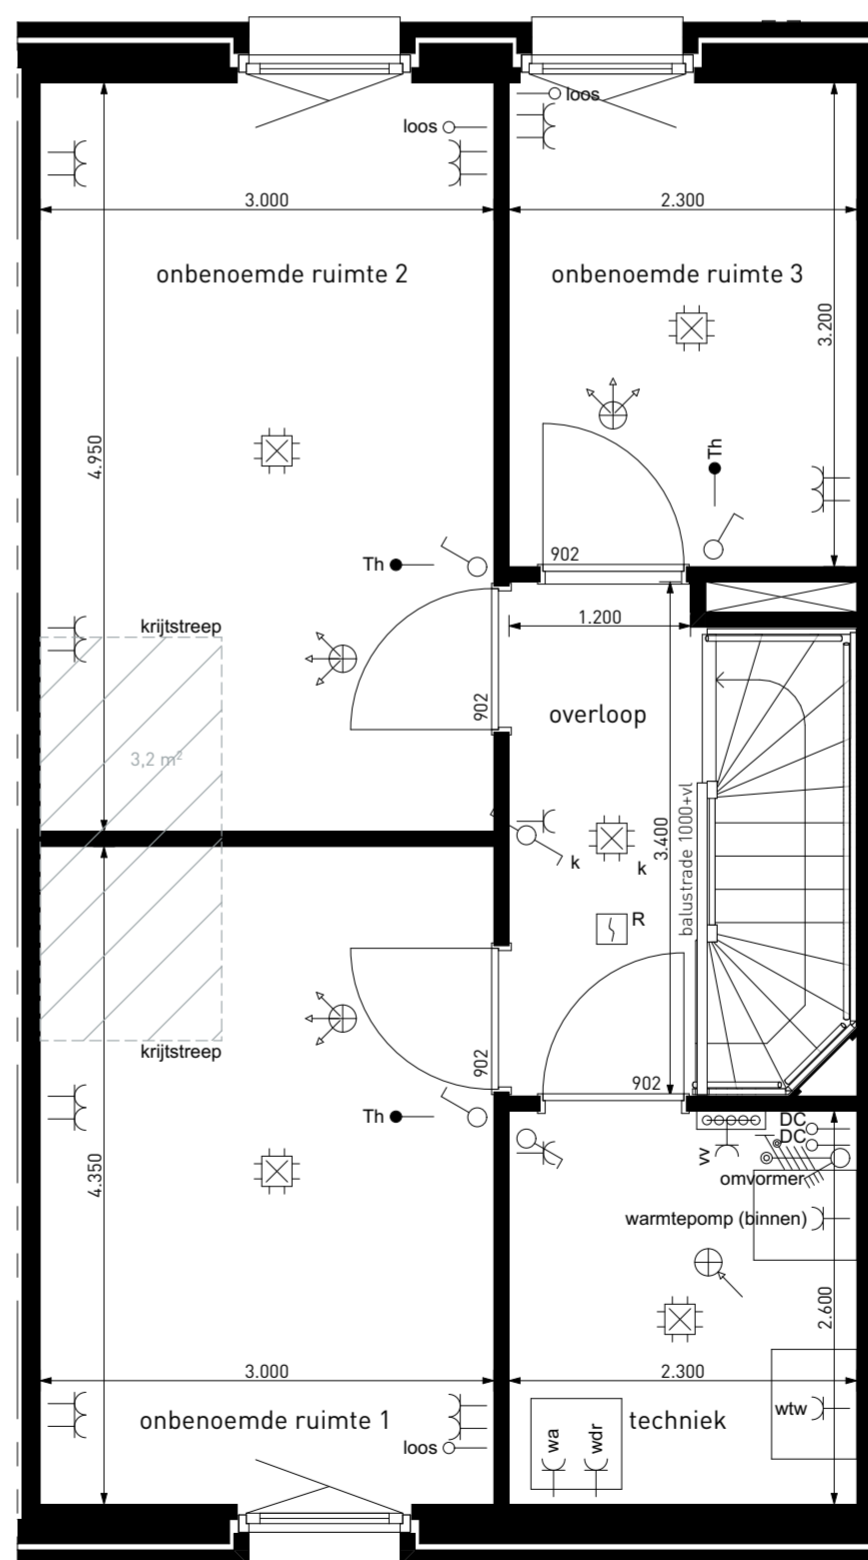 loos
loos
3.000
2.300
onbenoemde ruimte 2
onbenoemde ruimte 3
3.200
4.950
Th
Th
902
krijtstreep
1.200
902
overloop
3,2 m²
balustrade 1000+vl
3.400
k
k
R
krijtstreep
902
902
Th
DC
DC
vv
omvormer
4.350
warmtepomp (binnen)
2.600
3.000
2.300
onbenoemde ruimte 1
loos
wa
wdr
techniek
wtw